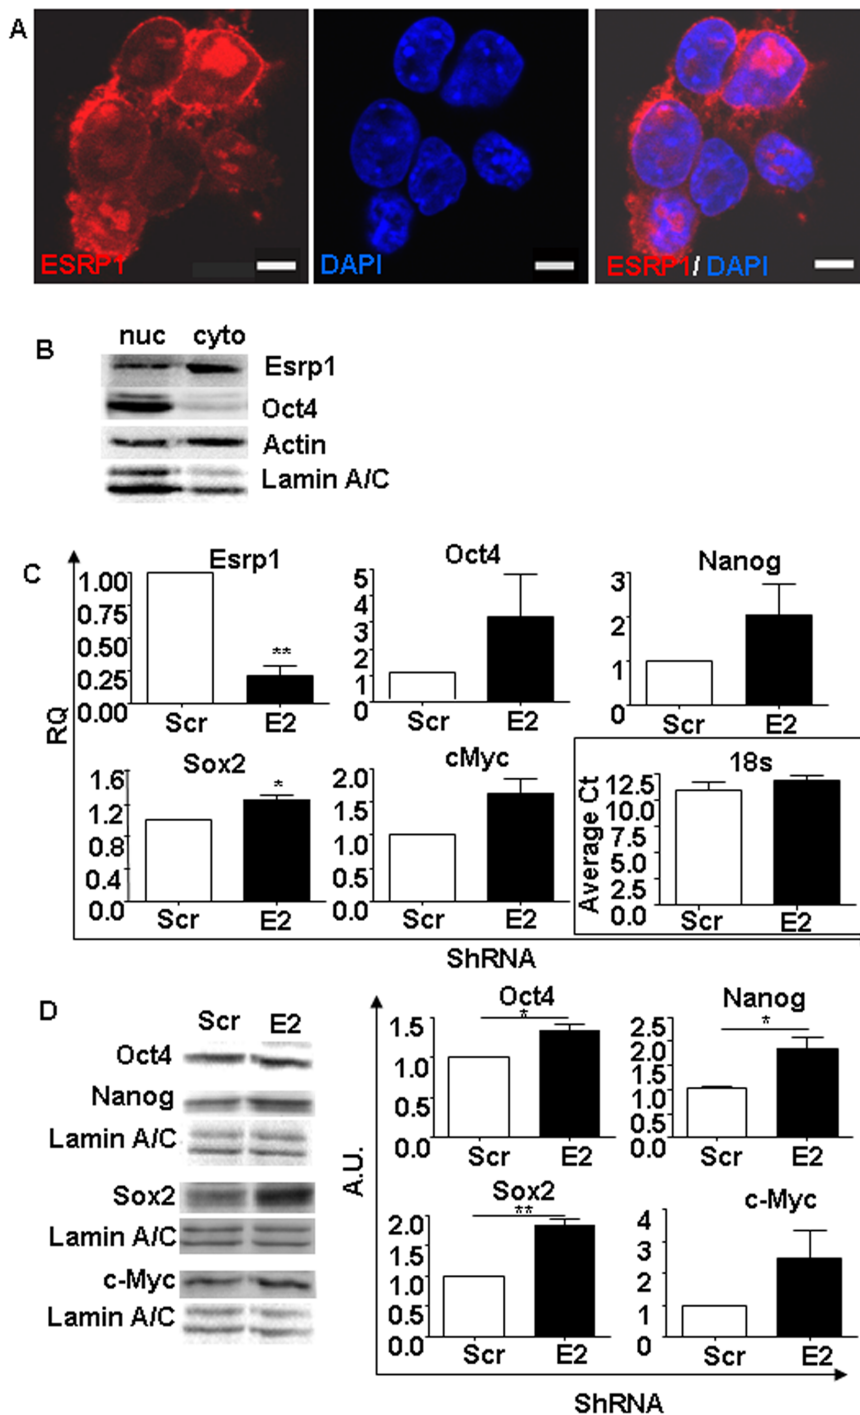 A
ESRP1
DAPI
ESRP1/DAPI
B
nuc cyto
Esrp1
Oct4
Actin
Lamin A/C
C
RQ
Esrp1
1.00
0.75
0.50
0.25
0.00
**
Scr E2
Oct4
5
4
3
2
1
0
Scr E2
Nanog
3
2
1
0
Scr E2
Sox2
1.6
1.2
0.8
0.4
0.0
*
Scr E2
cMyc
2.0
1.5
1.0
0.5
0.0
Scr E2
18s
Average Ct
12.5
10.0
7.5
5.0
2.5
0.0
Scr E2
ShRNA
D
Scr E2
Oct4
Nanog
Lamin A/C
Sox2
Lamin A/C
c-Myc
Lamin A/C
A.U.
Oct4
1.5
1.0
0.5
0.0
*
Scr E2
Nanog
2.5
2.0
1.5
1.0
0.5
0.0
*
Scr E2
Sox2
2.0
1.5
1.0
0.5
0.0
**
Scr E2
c-Myc
4
3
2
1
0
Scr E2
ShRNA